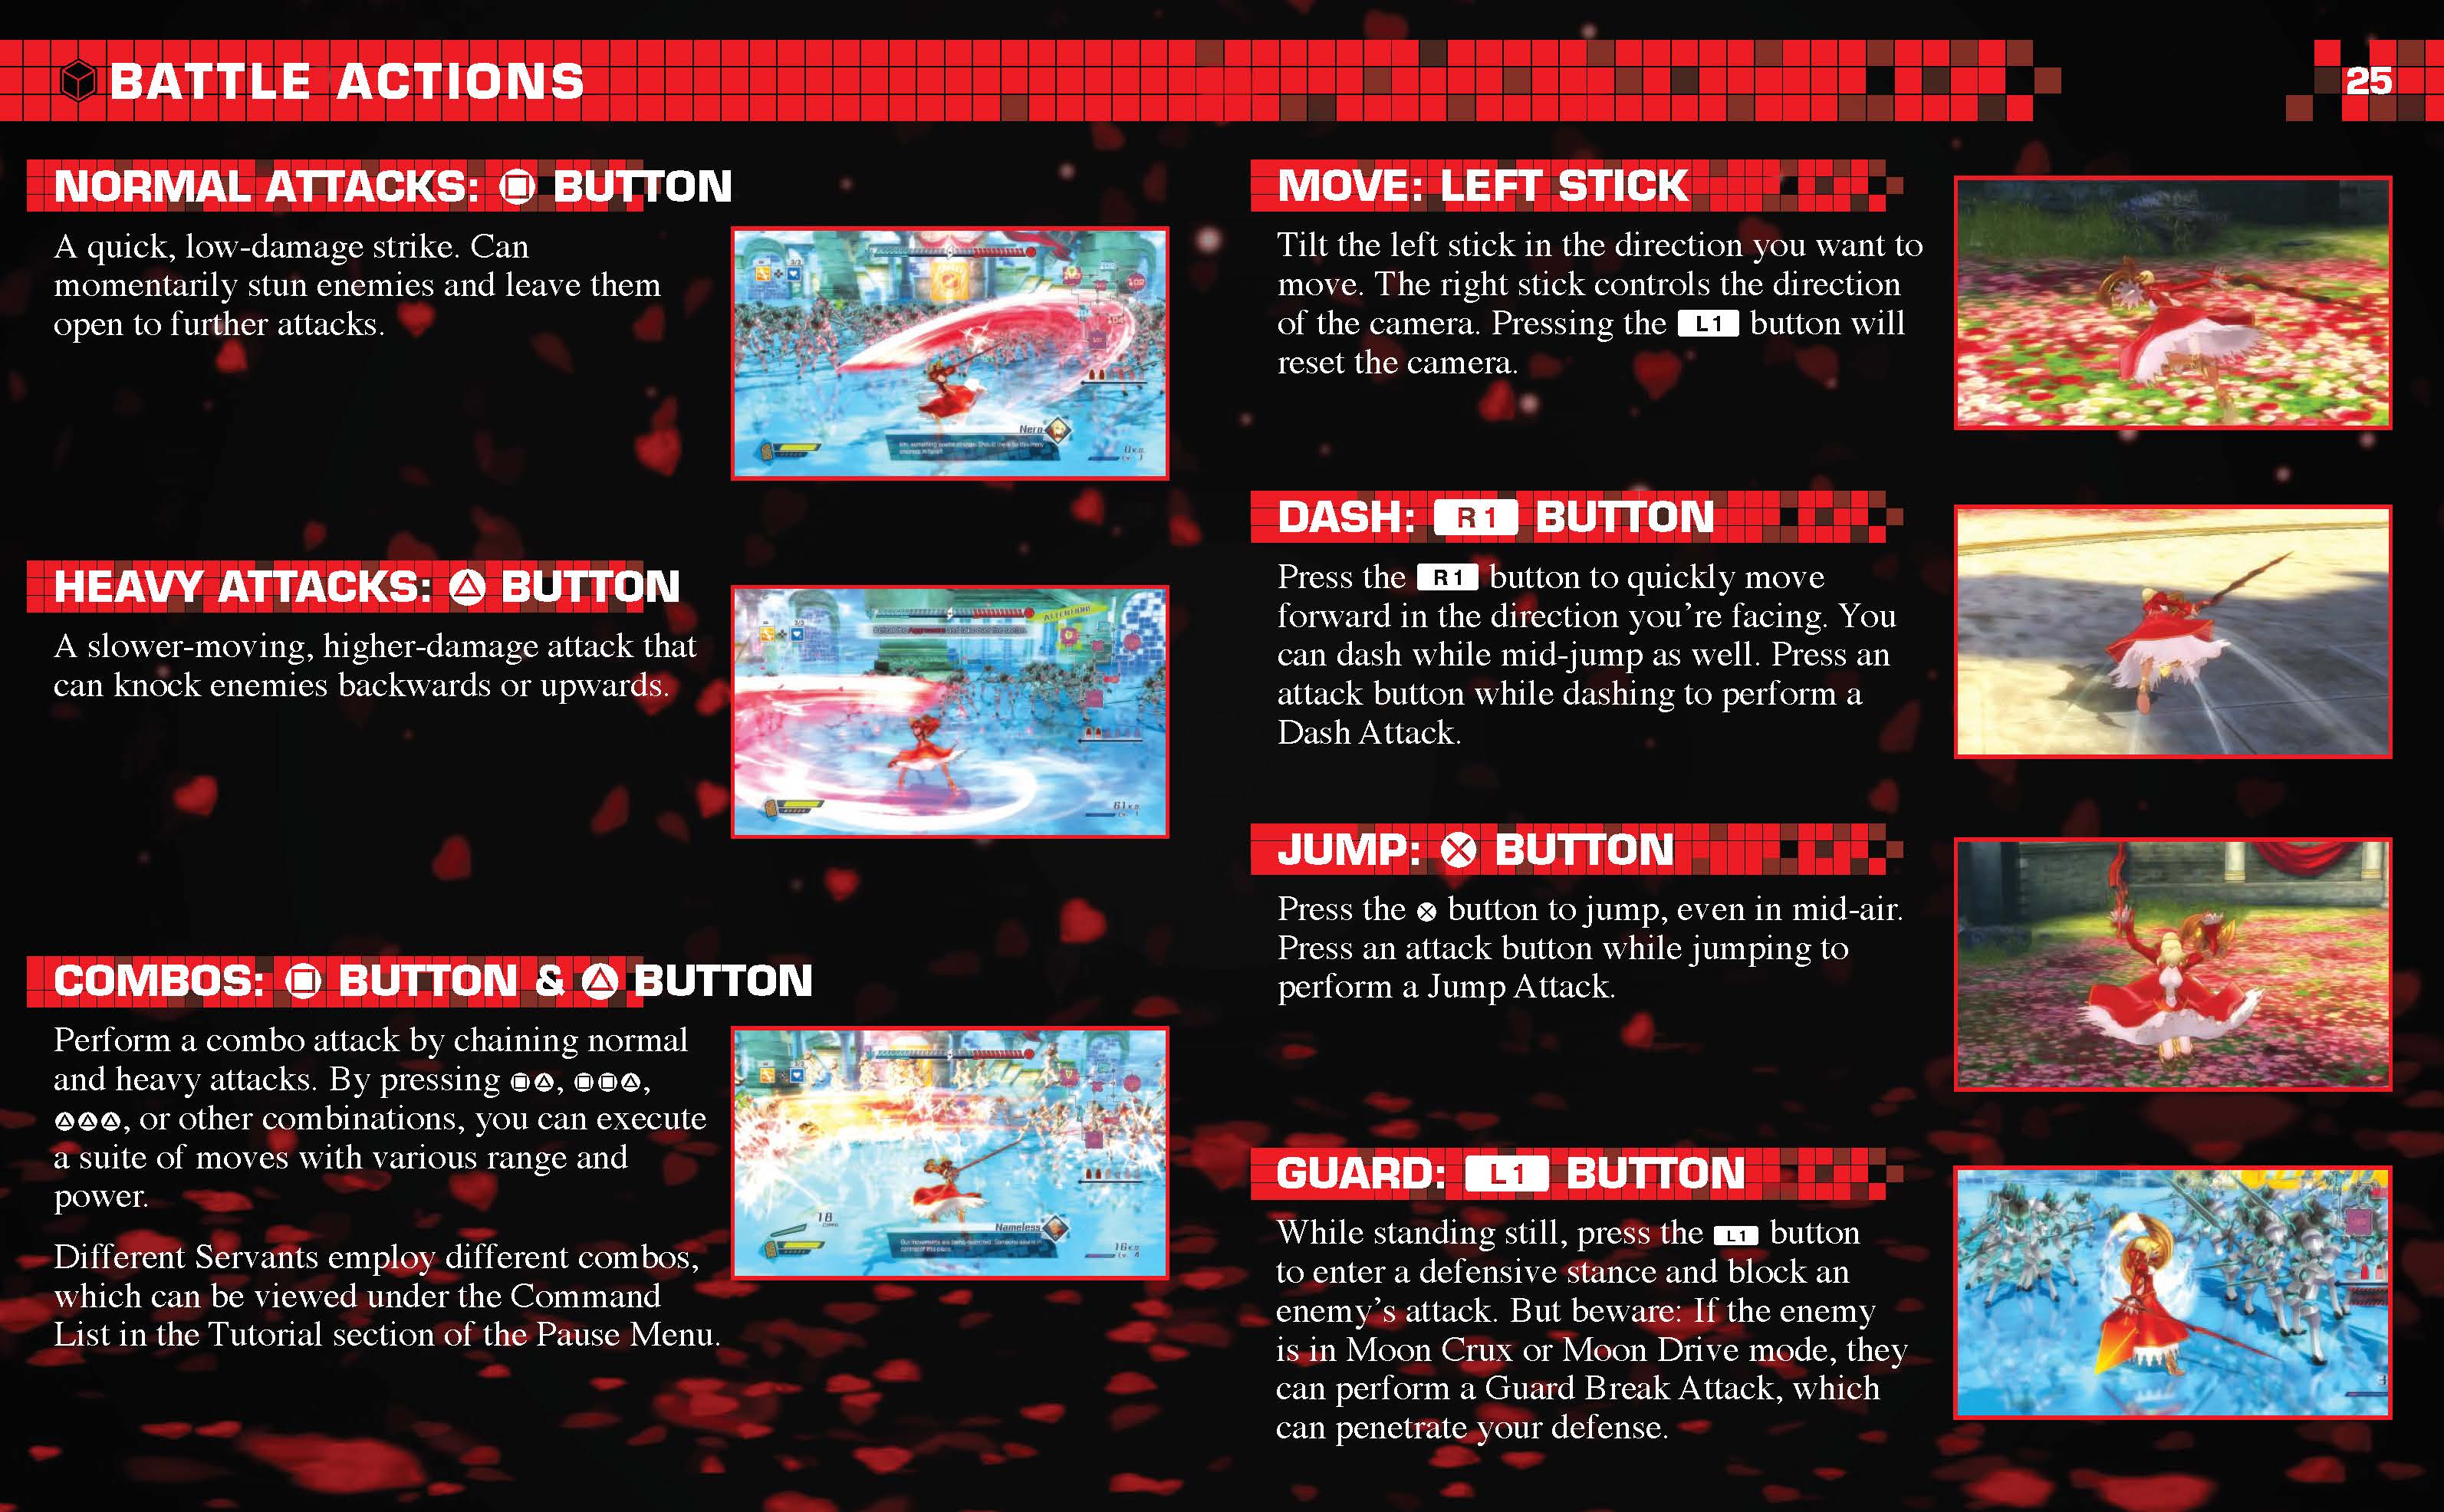 BATTLE ACTIONS
25
NORMAL ATTACKS: □ BUTTON
A quick, low-damage strike. Can
momentarily stun enemies and leave them
open to further attacks.
Nero
HEAVY ATTACKS: △ BUTTON
A slower-moving, higher-damage attack that
can knock enemies backwards or upwards.
61
COMBOS: □ BUTTON & △ BUTTON
Perform a combo attack by chaining normal
and heavy attacks. By pressing □△, □□△,
△△△, or other combinations, you can execute
a suite of moves with various range and
power.
Different Servants employ different combos,
which can be viewed under the Command
List in the Tutorial section of the Pause Menu.
18
Nameless
16
MOVE: LEFT STICK
Tilt the left stick in the direction you want to
move. The right stick controls the direction
of the camera. Pressing the L1 button will
reset the camera.
DASH: R1 BUTTON
Press the R1 button to quickly move
forward in the direction you’re facing. You
can dash while mid-jump as well. Press an
attack button while dashing to perform a
Dash Attack.
JUMP: ⊗ BUTTON
Press the ⊗ button to jump, even in mid-air.
Press an attack button while jumping to
perform a Jump Attack.
GUARD: L1 BUTTON
While standing still, press the L1 button
to enter a defensive stance and block an
enemy’s attack. But beware: If the enemy
is in Moon Crux or Moon Drive mode, they
can perform a Guard Break Attack, which
can penetrate your defense.